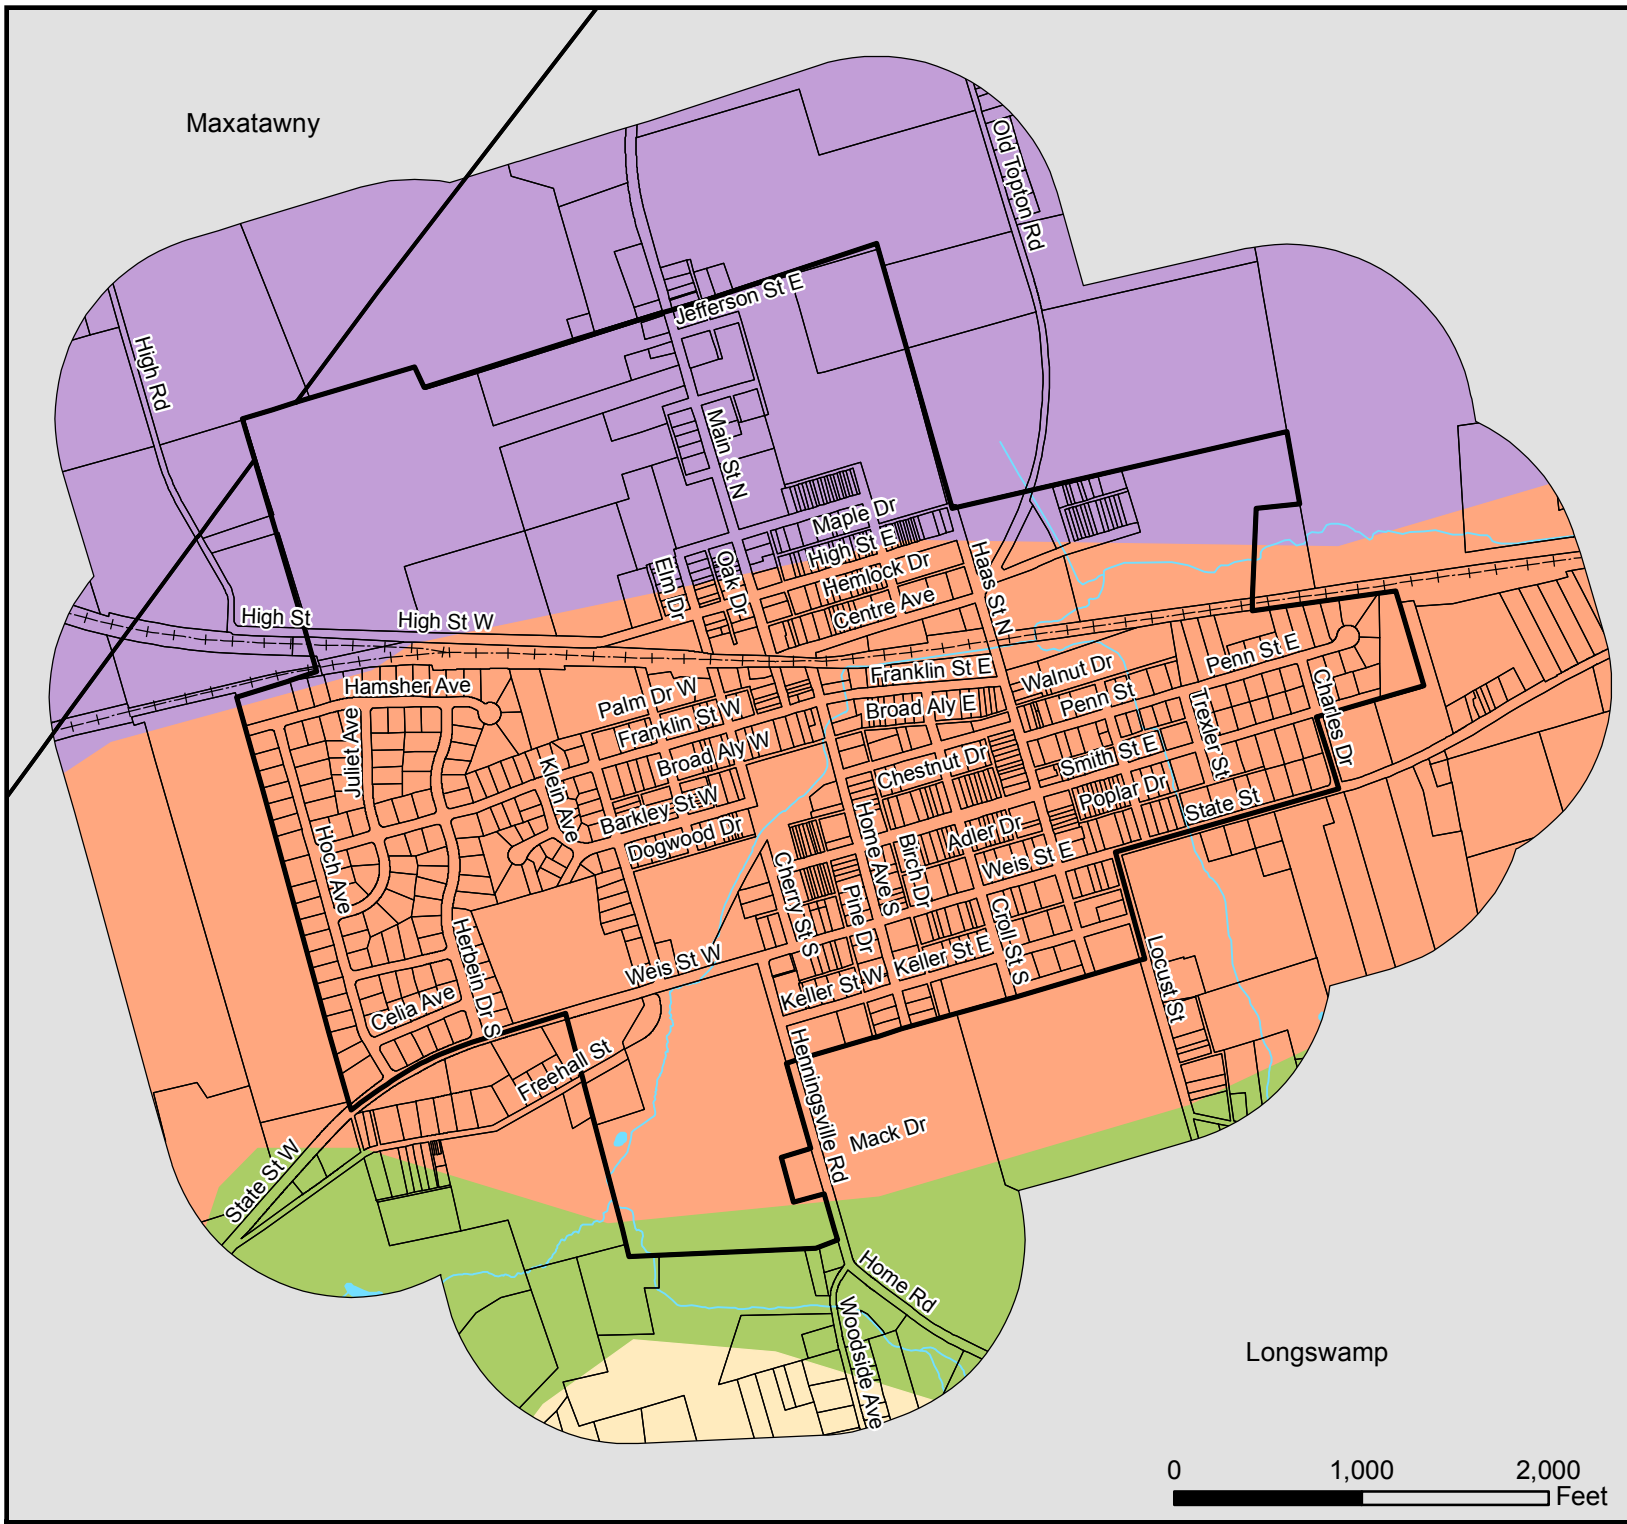 Maxatawny
Old Topton Rd
Jefferson St E
High Rd
Main St N
Maple Dr
High St E
Hemlock Dr
Centre Ave
Haas St N
Elm Dr
Oak Dr
High St
High St W
Hamsher Ave
Juliet Ave
Palm Dr W
Franklin St W
Broad Aly W
Franklin St E
Broad Aly E
Walnut Dr
Penn St
Penn St E
Charles Dr
Trexler St
Smith St E
Chestnut Dr
Poplar Dr
State St
Klein Ave
Barkley St W
Dogwood Dr
Hoch Ave
Home Ave S
Birch Dr
Adler Dr
Weis St E
Cherry St S
Pine Dr
Croll St S
Herbein Dr S
Weis St W
Keller St W
Keller St E
Locust St
Celia Ave
Freehall St
Henningsville Rd
Mack Dr
State St W
Home Rd
Woodside Ave
Longswamp
0 1,000 2,000
Feet